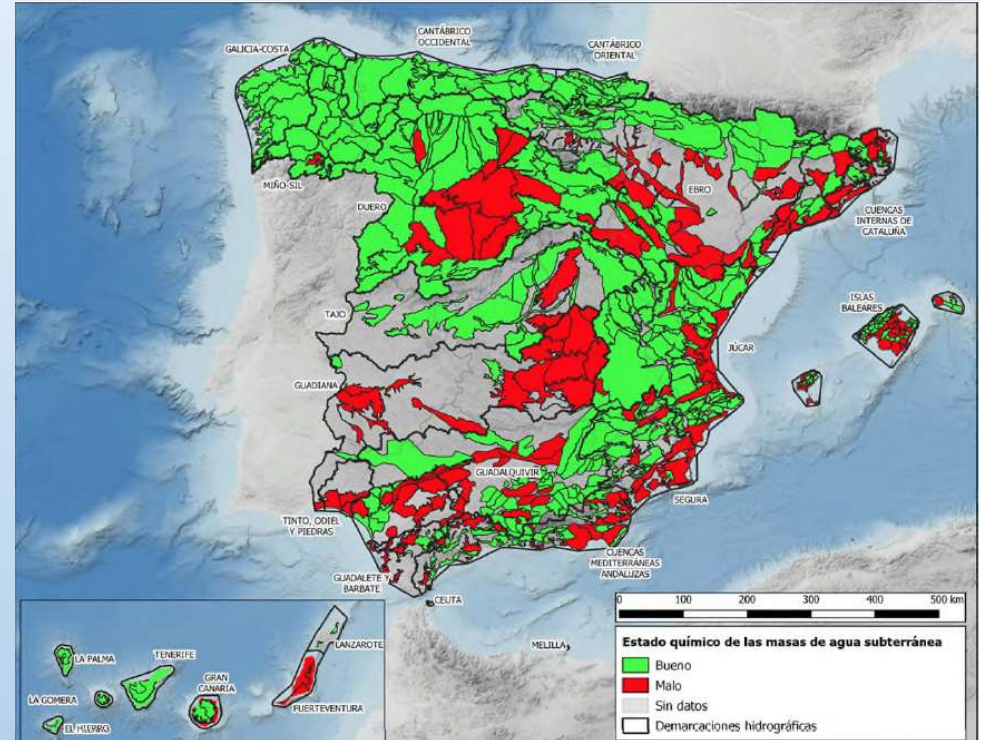 CANTÁBRICO
OCCIDENTAL
CANTÁBRICO
ORIENTAL
GALICIA-COSTA
MIÑO-SIL
DUERO
EBRO
CUENCAS
INTERNAS DE
CATALUÑA
TAJO
ISLAS
BALEARES
JÚCAR
GUADIANA
GUADALQUIVIR
SEGURA
TINTO, ODIEL
Y PIEDRAS
CUENCAS
MEDITERRÁNEAS
ANDALUZAS
GUADALETE Y
BARBATE
CEUTA
MELILLA
LA PALMA
TENERIFE
LANZAROTE
GRAN
CANARIA
LA GOMERA
FUERTEVENTURA
EL HIERRO
0 100 200 300 400 500 km
Estado químico de las masas de agua subterránea
Bueno
Malo
Sin datos
Demarcaciones hidrográficas